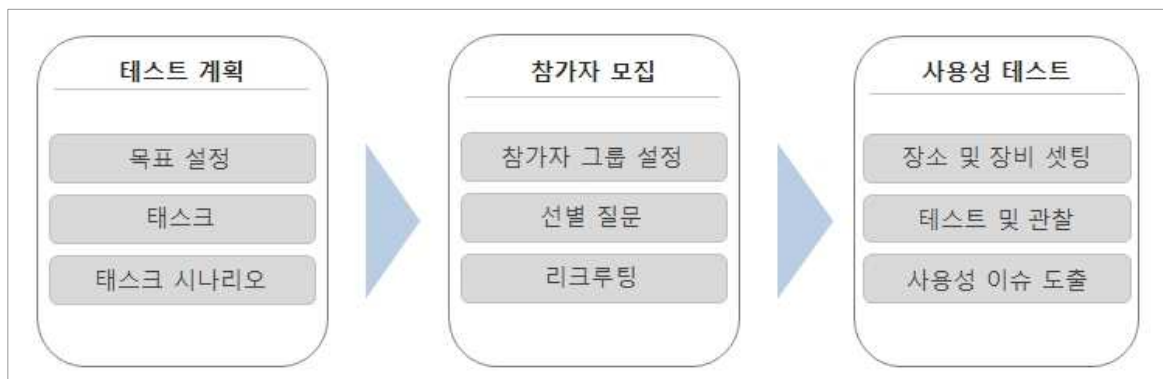 테스트 계획
목표 설정
태스크
태스크 시나리오
참가자 모집
참가자 그룹 설정
선별 질문
리크루팅
사용성 테스트
장소 및 장비 셋팅
테스트 및 관찰
사용성 이슈 도출